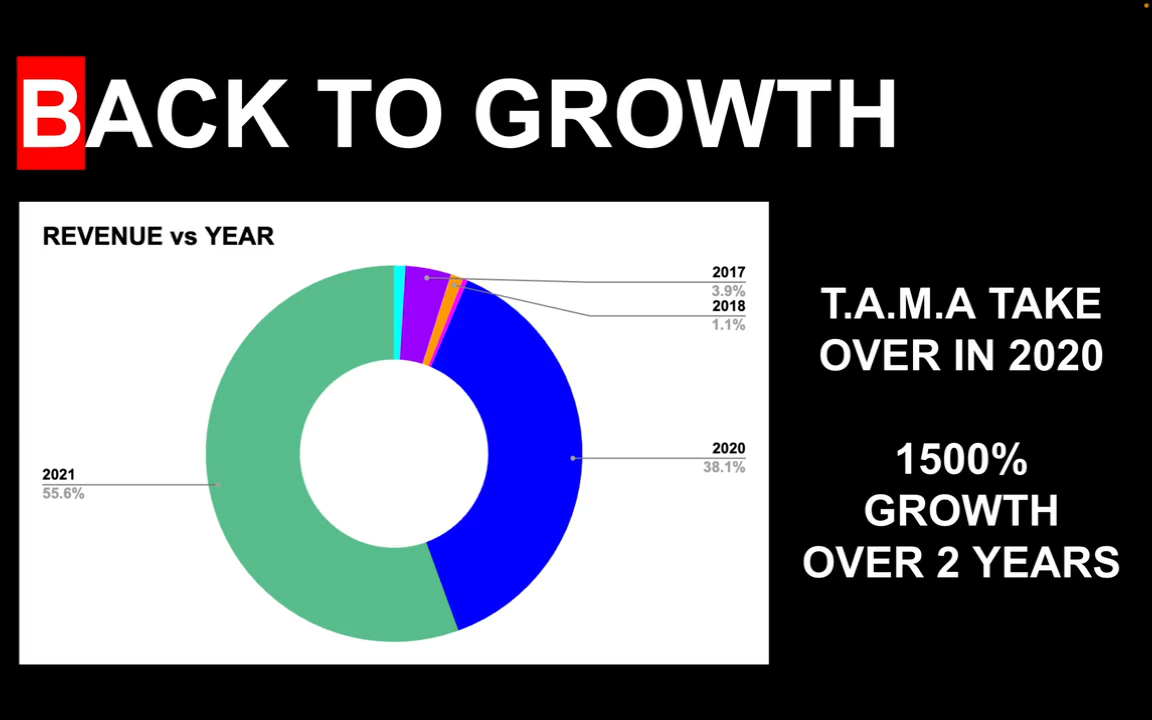 BACK TO GROWTH
REVENUE vs YEAR
2017
3.9%
2018
1.1%
2020
38.1%
2021
55.6%
T.A.M.A TAKE
OVER IN 2020
1500%
GROWTH
OVER 2 YEARS